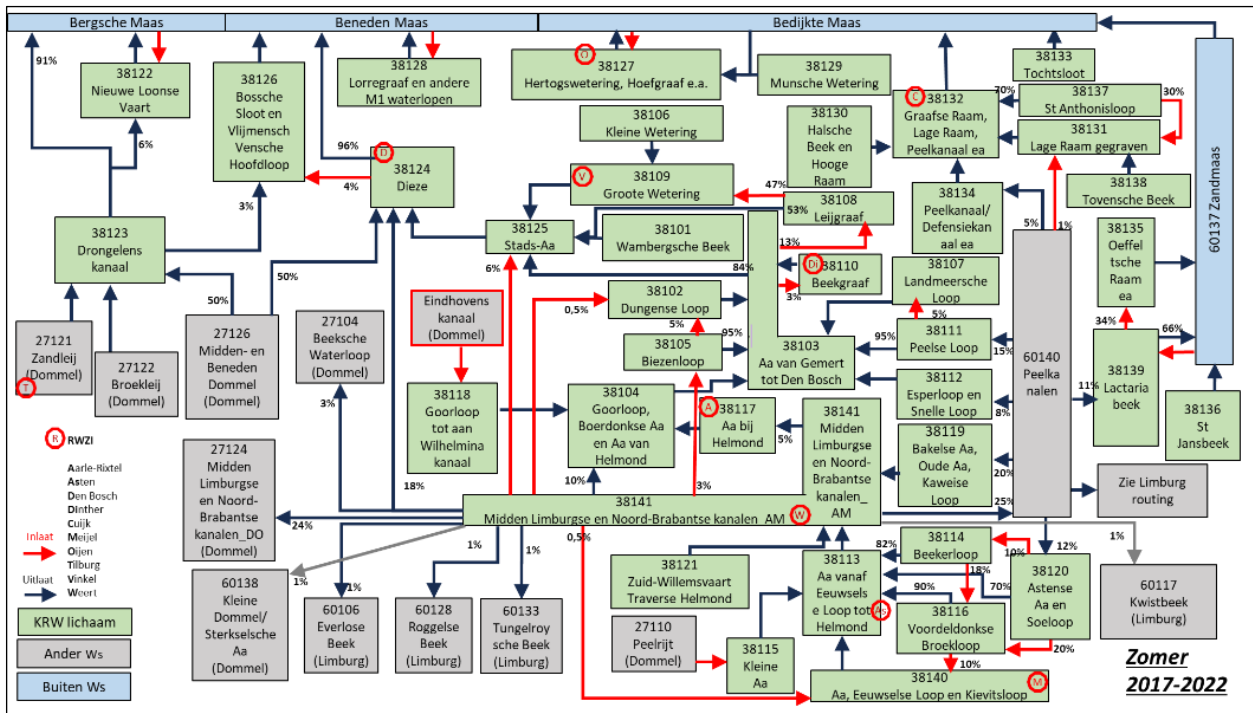 Bergsche Maas
Beneden Maas
Bedijkte Maas
91%
38122
Nieuwe Loonse
Vaart
6%
38126
Bossche
Sloot en
Vlijmensch
Vensche
Hoofdloop
3%
38128
Lorregraaf en andere
M1 waterlopen
96%
D
38124
Dieze
4%
O
38127
Hertogswetering, Hoefgraaf e.a.
38129
Munsche Wetering
38106
Kleine Wetering
38130
Halsche
Beek en
Hooge
Raam
C
38132
Graafse Raam,
Lage Raam,
Peelkanaal ea
70%
38133
Tochtsloot
38137
St Anthonisloop
30%
38131
Lage Raam gegraven
38138
Tovensche Beek
60137 Zandmaas
V
38109
Groote Wetering
47%
38108
Leijgraaf
53%
38134
Peelkanaal/
Defensiekan
aal ea
5%
1%
38135
Oeffel
tsche
Raam
ea
38123
Drongelens
kanaal
38125
Stads-Aa
6%
38101
Wambergsche Beek
13%
84%
Di
38110
Beekgraaf
3%
38107
Landmeersche
Loop
5%
50%
50%
Eindhovens
kanaal
(Dommel)
0,5%
38102
Dungense Loop
5%
95%
38105
Biezenloop
38103
Aa van Gemert
tot Den Bosch
95%
38111
Peelse Loop
15%
60140
Peelkanalen
34%
66%
38139
Lactaria
beek
11%
27121
Zandleij
(Dommel)
T
27122
Broekleij
(Dommel)
27126
Midden- en
Beneden
Dommel
(Dommel)
27104
Beeksche
Waterloop
(Dommel)
3%
38118
Goorloop
tot aan
Wilhelmina
kanaal
38104
Goorloop,
Boerdonkse
Aa en Aa van
Helmond
A
38117
Aa bij
Helmond
5%
38141
Midden
Limburgse
en Noord-
Brabantse
kanalen_
AM
38112
Esperloop en
Snelle Loop
8%
38119
Bakelse Aa,
Oude Aa,
Kaweise
Loop
20%
38136
St
Jansbeek
R
RWZI
Aarle-Rixtel
Asten
Den Bosch
DInther
Cuijk
Meijel
Oijen
Tilburg
Vinkel
Weert
Inlaat
Uitlaat
KRW lichaam
Ander Ws
Buiten Ws
27124
Midden
Limburgse
en Noord-
Brabantse
kanalen_DO
(Dommel)
24%
18%
10%
3%
38141
Midden Limburgse en Noord-Brabantse kanalen_AM
W
25%
Zie Limburg
routing
0,5%
1%
1%
1%
1%
60138
Kleine
Dommel/
Sterkselsche
Aa
(Dommel)
60106
Everlose
Beek
(Limburg)
60128
Roggelse
Beek
(Limburg)
60133
Tungelroy
sche Beek
(Limburg)
38121
Zuid-Willemsvaart
Traverse Helmond
38113
Aa vanaf
Eeuwsels
e Loop tot
Helmond
As
82%
38114
Beekerloop
18%
10%
12%
90%
70%
38120
Astense
Aa en
Soeloop
20%
1%
60117
Kwistbeek
(Limburg)
27110
Peelrijt
(Dommel)
38115
Kleine
Aa
38116
Voordeldonkse
Broekloop
10%
38140
Aa, Eeuwselse Loop en Kievitsloop
M
Zomer
2017-2022